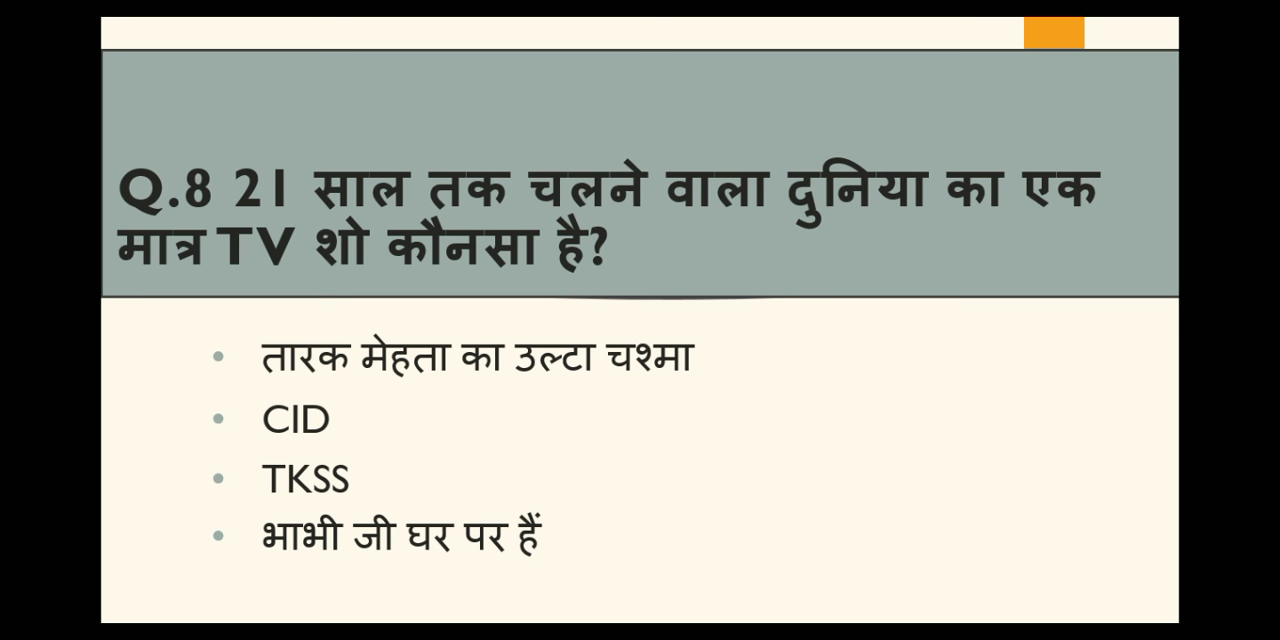 Q.8 21 साल तक चलने वाला दुनिया का एक
मात्र TV शो कौनसा है?
• तारक मेहता का उल्टा चश्मा
• CID
• TKSS
• भाभी जी घर पर हैं